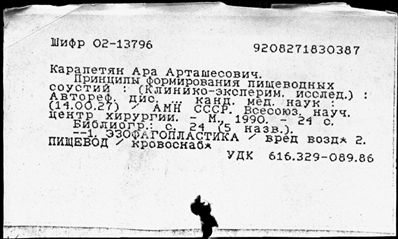 Шифр 02-13796 9208271830387
Карапетян Ара Арташесович.
Принципы формирования пищеводных
соустий : (Клинико-эксперим. исслед.) :
Автореф. дис. ... канд. мед. наук :
(14.00.27) / АМН СССР. Всесоюз. науч.
центр хирургии. - М., 1990. - 24 с.
Библиогр.: с. 24 (5 назв.).
--1. ЭЗОФАГОПЛАСТИКА / вред возд* 2.
ПИЩЕВОД / кровоснаб*
УДК 616.329-089.86